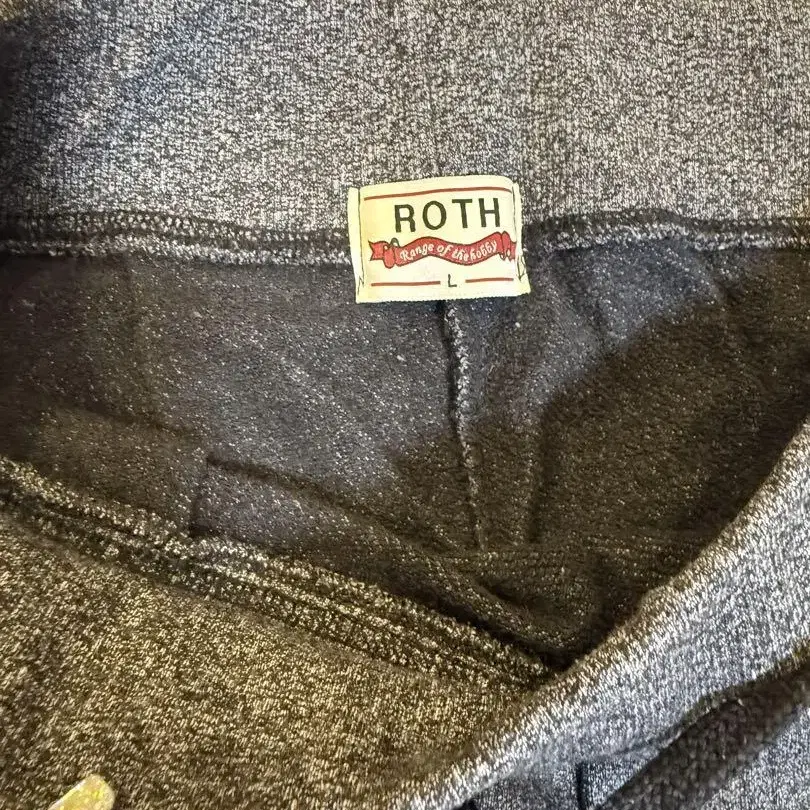 ROTH
Range of the hobby
L